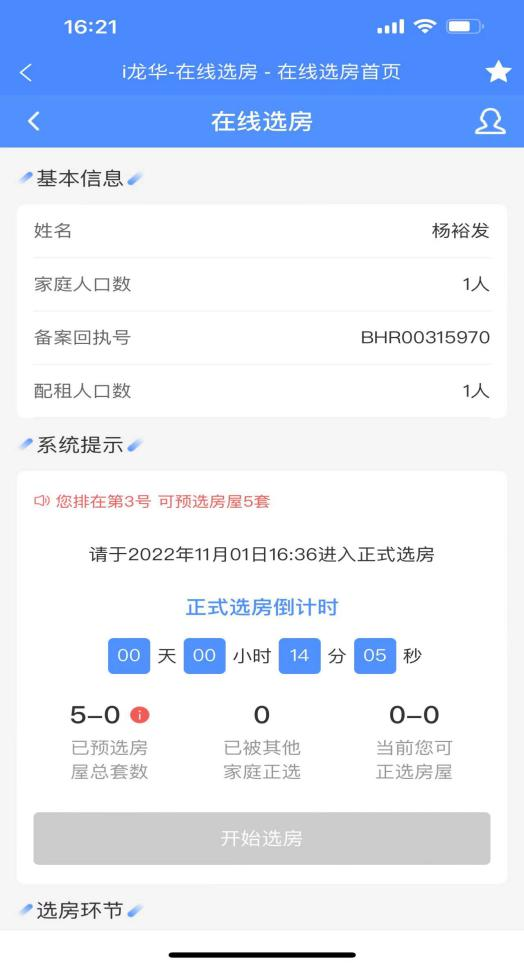 16:21
i龙华-在线选房 - 在线选房首页
在线选房
基本信息
姓名 杨裕发
家庭人口数 1人
备案回执号 BHR00315970
配租人口数 1人
系统提示
您排在第3号 可预选房屋5套
请于2022年11月01日16:36进入正式选房
正式选房倒计时
00 天 00 小时 14 分 05 秒
5-0 0 0-0
已预选房 已被其他 当前您可
屋总套数 家庭正选 正选房屋
开始选房
选房环节